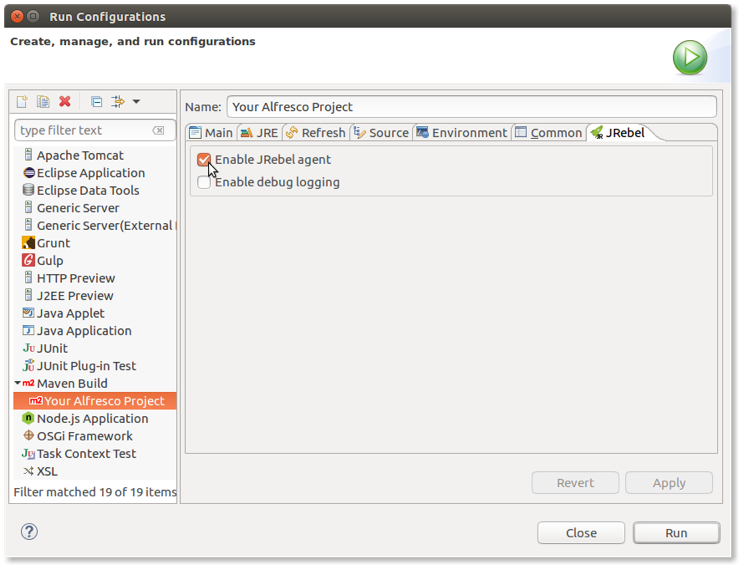 Run Configurations
Create, manage, and run configurations
type filter text
Apache Tomcat
Eclipse Application
Eclipse Data Tools
Generic Server
Generic Server(External
Grunt
Gulp
HTTP Preview
J2EE Preview
Java Applet
Java Application
JUnit
JUnit Plug-in Test
Maven Build
Your Alfresco Project
Node.js Application
OSGi Framework
Task Context Test
XSL
Filter matched 19 of 19 items
Name: Your Alfresco Project
Main JRE Refresh Source Environment Common JRebel
Enable JRebel agent
Enable debug logging
Revert Apply
Close Run